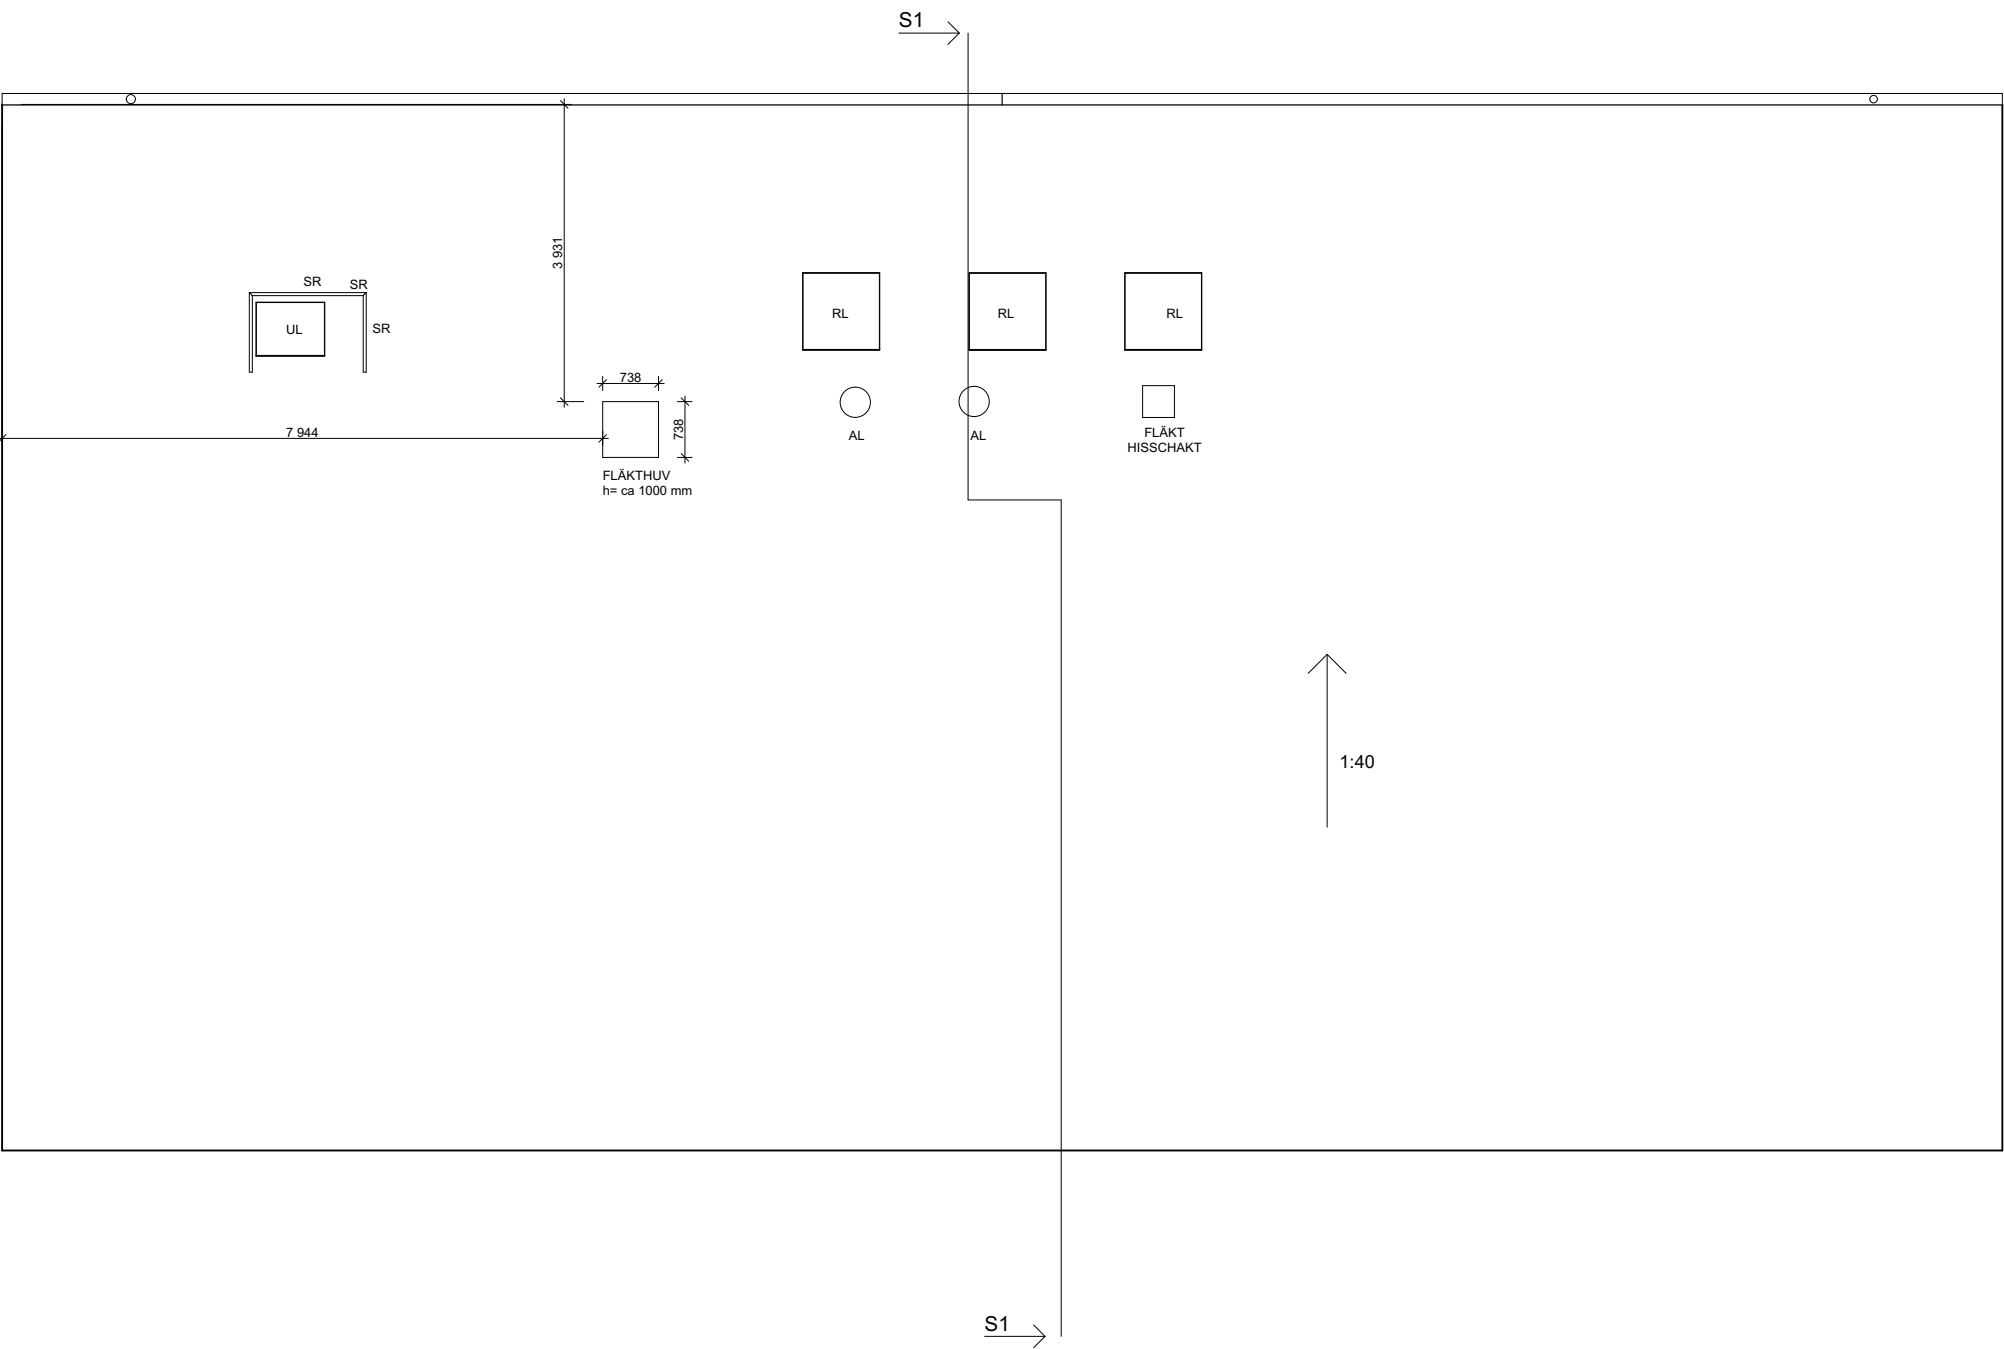 S1
3 931
SR
SR
UL
SR
RL
RL
RL
738
738
7 944
AL
AL
FLÄKT
HISSCHAKT
FLÄKTHUV
h= ca 1000 mm
1:40
S1